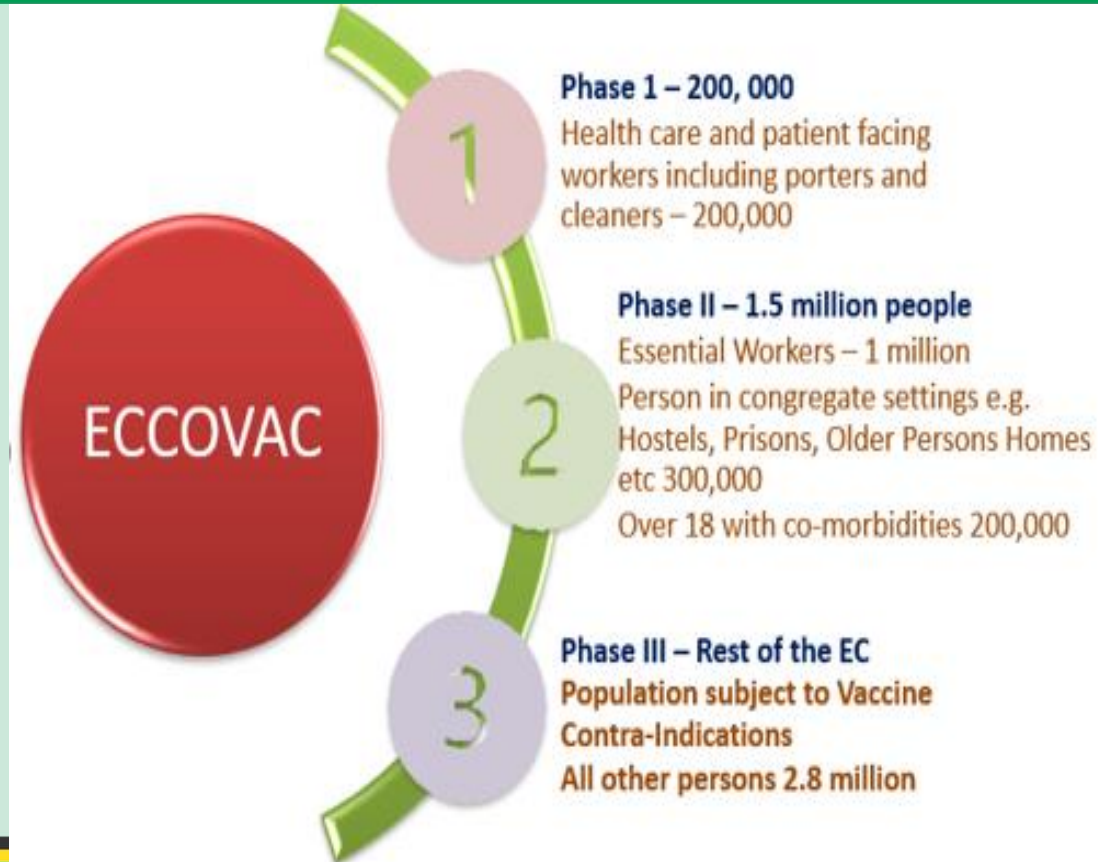 ECCOVAC
1
Phase 1 – 200, 000
Health care and patient facing
workers including porters and
cleaners – 200,000
2
Phase II – 1.5 million people
Essential Workers – 1 million
Person in congregate settings e.g.
Hostels, Prisons, Older Persons Homes
etc 300,000
Over 18 with co-morbidities 200,000
3
Phase III – Rest of the EC
Population subject to Vaccine
Contra-Indications
All other persons 2.8 million